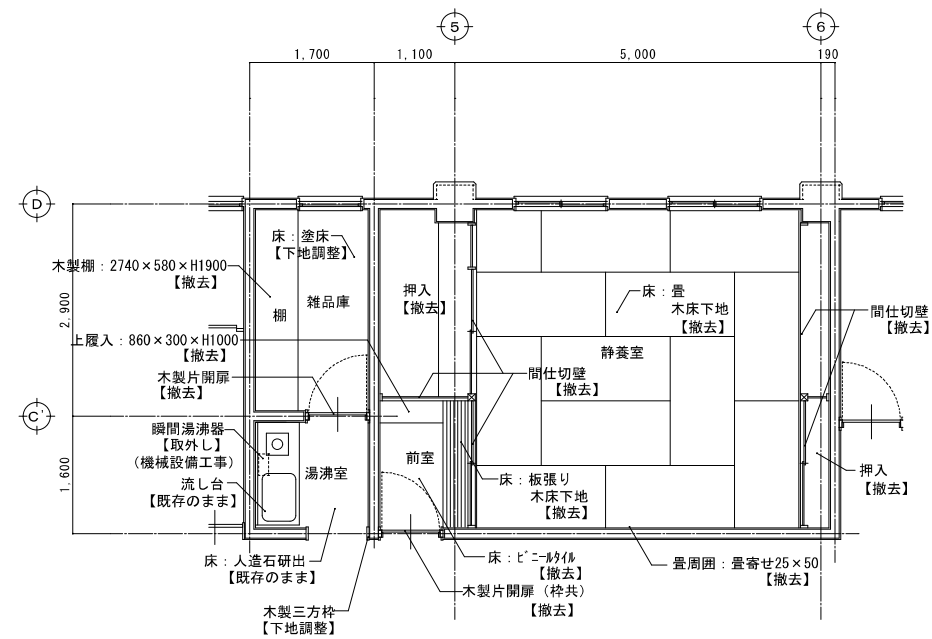 5
6
1,700
1,100
5,000
190
D
2,900
C'
1,600
床：塗床
【下地調整】
木製棚：2740×580×H1900
【撤去】
棚
雑品庫
押入
【撤去】
床：畳
木床下地
【撤去】
間仕切壁
【撤去】
上履入：860×300×H1000
【撤去】
静養室
木製片開扉
【撤去】
間仕切壁
【撤去】
瞬間湯沸器
【取外し】
（機械設備工事）
湯沸室
前室
流し台
【既存のまま】
床：板張り
木床下地
【撤去】
押入
【撤去】
床：人造石研出
【既存のまま】
床：ﾋﾞﾆｰﾙﾀｲﾙ
【撤去】
畳周囲：畳寄せ25×50
【撤去】
木製片開扉（枠共）
【撤去】
木製三方枠
【下地調整】